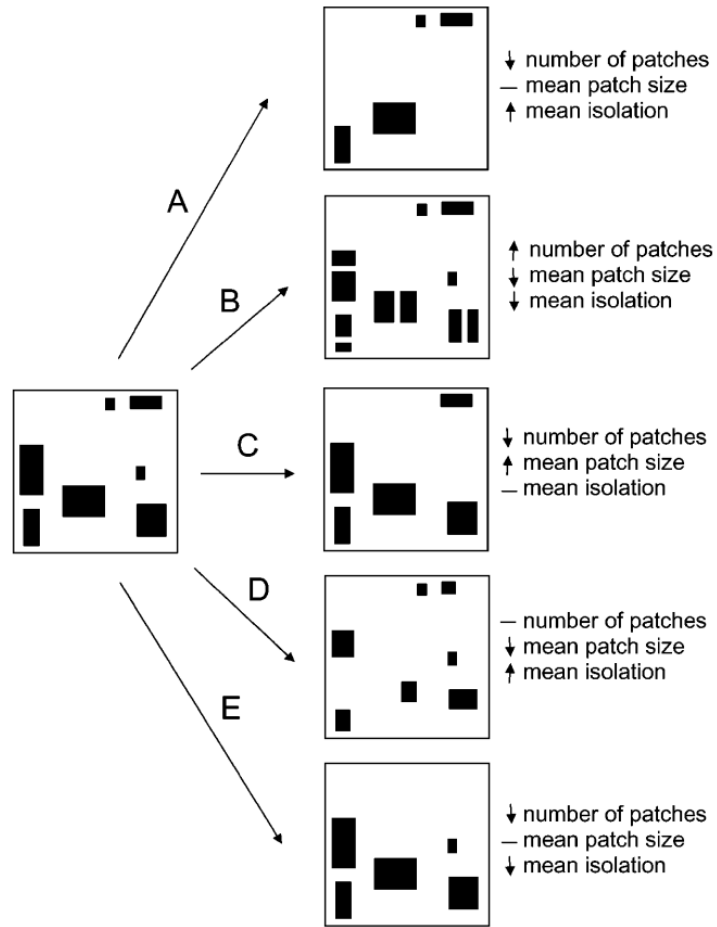 ↓ number of patches
— mean patch size
↑ mean isolation
A
↑ number of patches
↓ mean patch size
↓ mean isolation
B
↓ number of patches
↑ mean patch size
— mean isolation
C
— number of patches
↓ mean patch size
↑ mean isolation
D
↓ number of patches
— mean patch size
↓ mean isolation
E